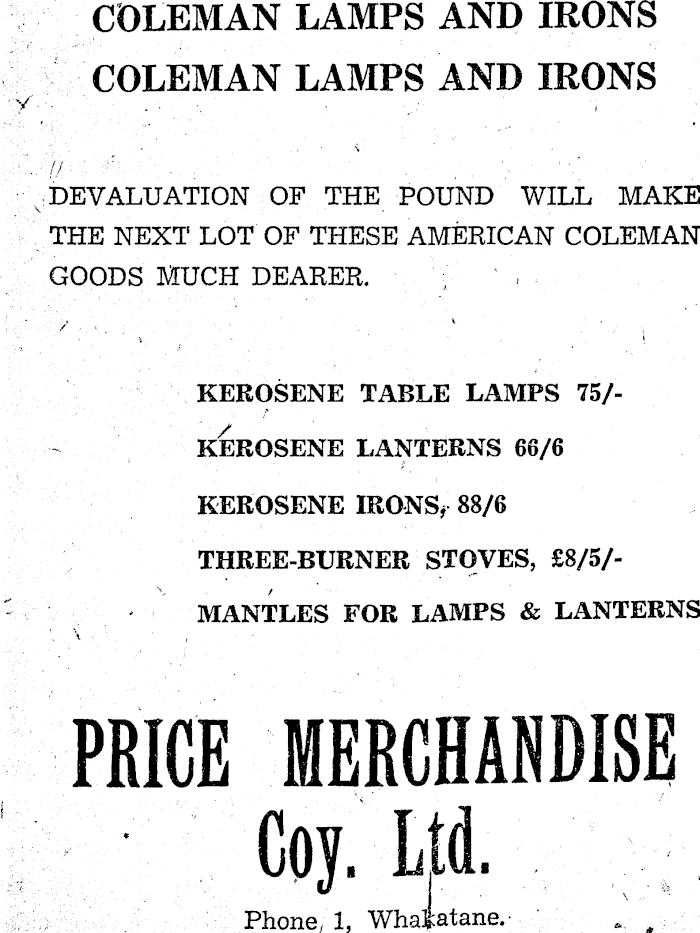 COLEMAN LAMPS AND IRONS
COLEMAN LAMPS AND IRONS
DEVALUATION OF THE POUND WILL MAKE
THE NEXT LOT OF THESE AMERICAN COLEMAN
GOODS MUCH DEARER.
KEROSENE TABLE LAMPS 75/-
KEROSENE LANTERNS 66/6
KEROSENE IRONS, 88/6
THREE-BURNER STOVES, £8/5/-
MANTLES FOR LAMPS & LANTERNS
PRICE MERCHANDISE
Coy. Ltd.
Phone 1, Whakatane.